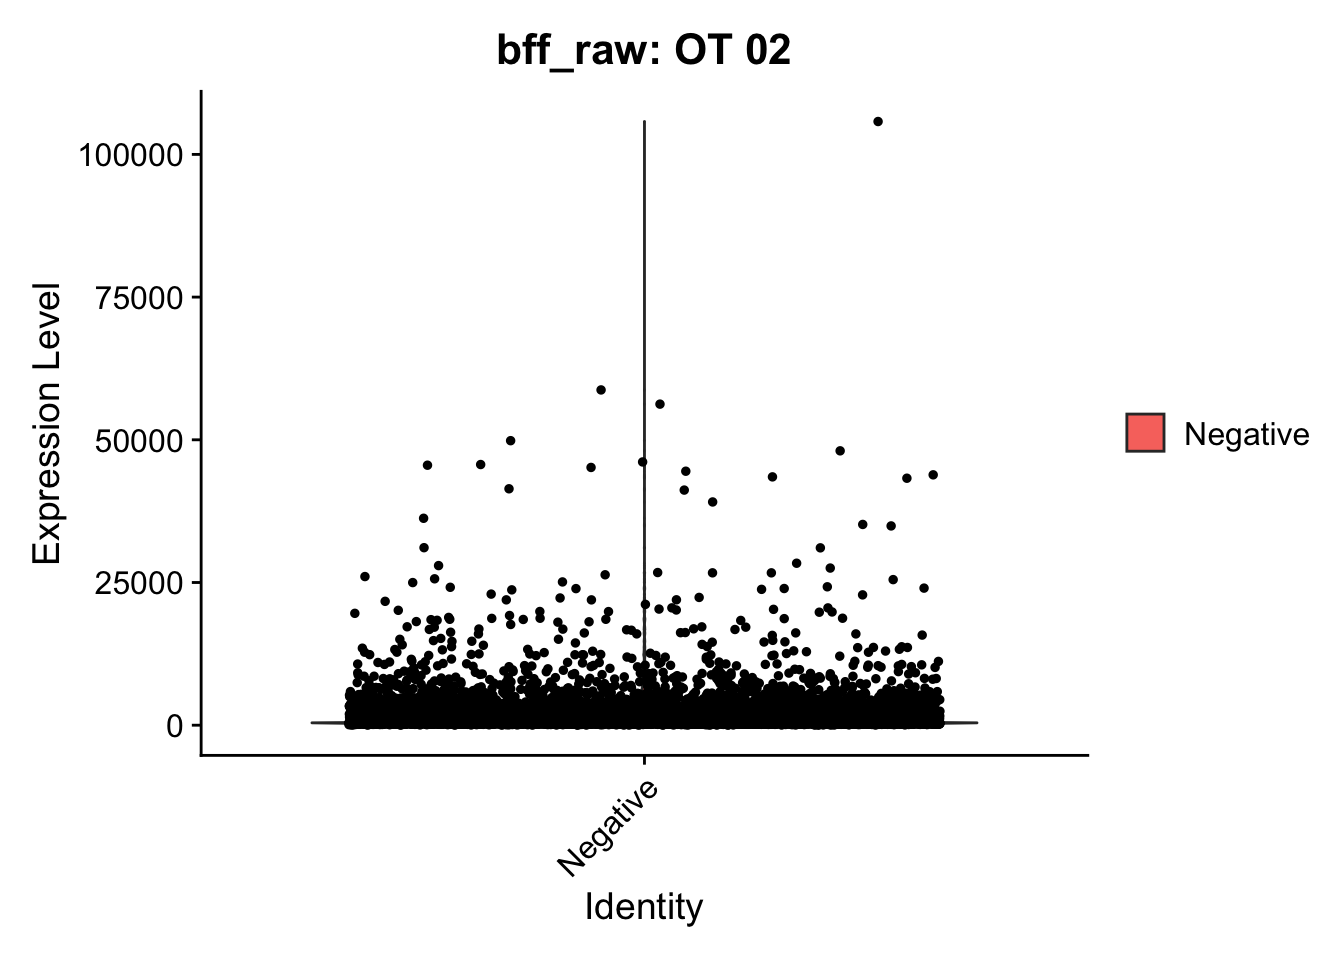 bff_raw: OT 02
Expression Level
100000
75000
50000
25000
0
Negative
Identity
Negative